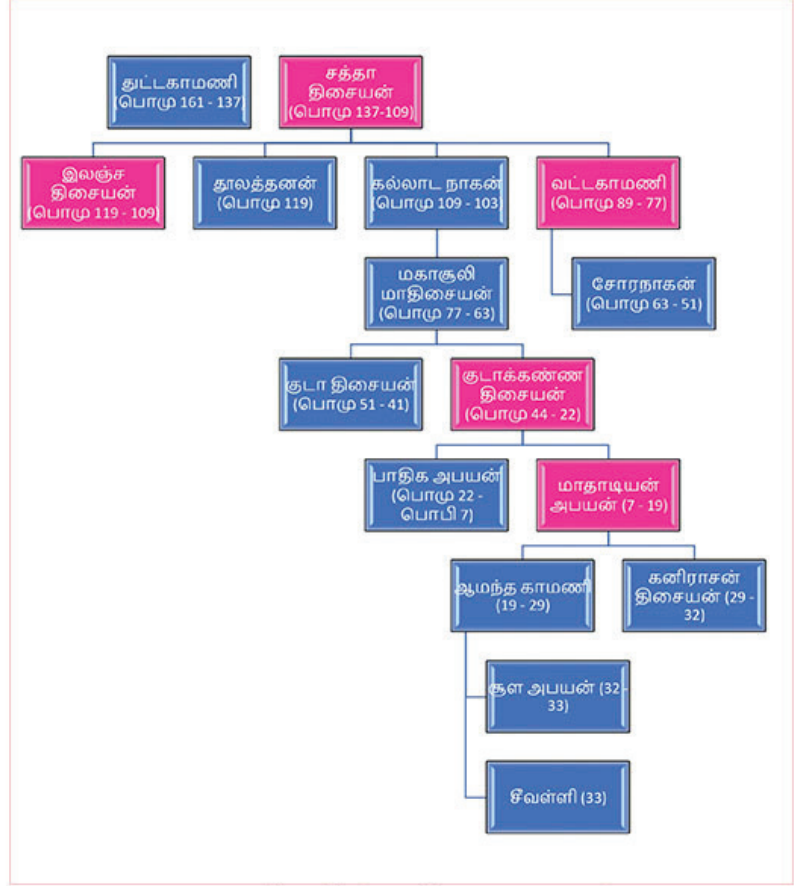 துட்டகாமணி
(பொமு 161 - 137)
சத்தா
திசையன்
(பொமு 137-109)
இலஞ்ச
திசையன்
(பொமு 119 - 109)
தூலத்தனன்
(பொமு 119)
கல்லாட நாகன்
(பொமு 109 - 103)
வட்டகாமணி
(பொமு 89 - 77)
மகாசூலி
மாதிசையன்
(பொமு 77 - 63)
சோரநாகன்
(பொமு 63 - 51)
குடா திசையன்
(பொமு 51 - 41)
குடாக்கண்ண
திசையன்
(பொமு 44 - 22)
பாதிக அபயன்
(பொமு 22 -
பொபி 7)
மாதாடியன்
அபயன் (7 - 19)
ஆமந்த காமணி
(19 - 29)
கனிராசன்
திசையன் (29 -
32)
சூள அபயன் (32 -
33)
சீவள்ளி (33)